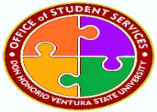 OFFICE of STUDENT SERVICES
DON HONORIO VENTURA STATE UNIVERSITY